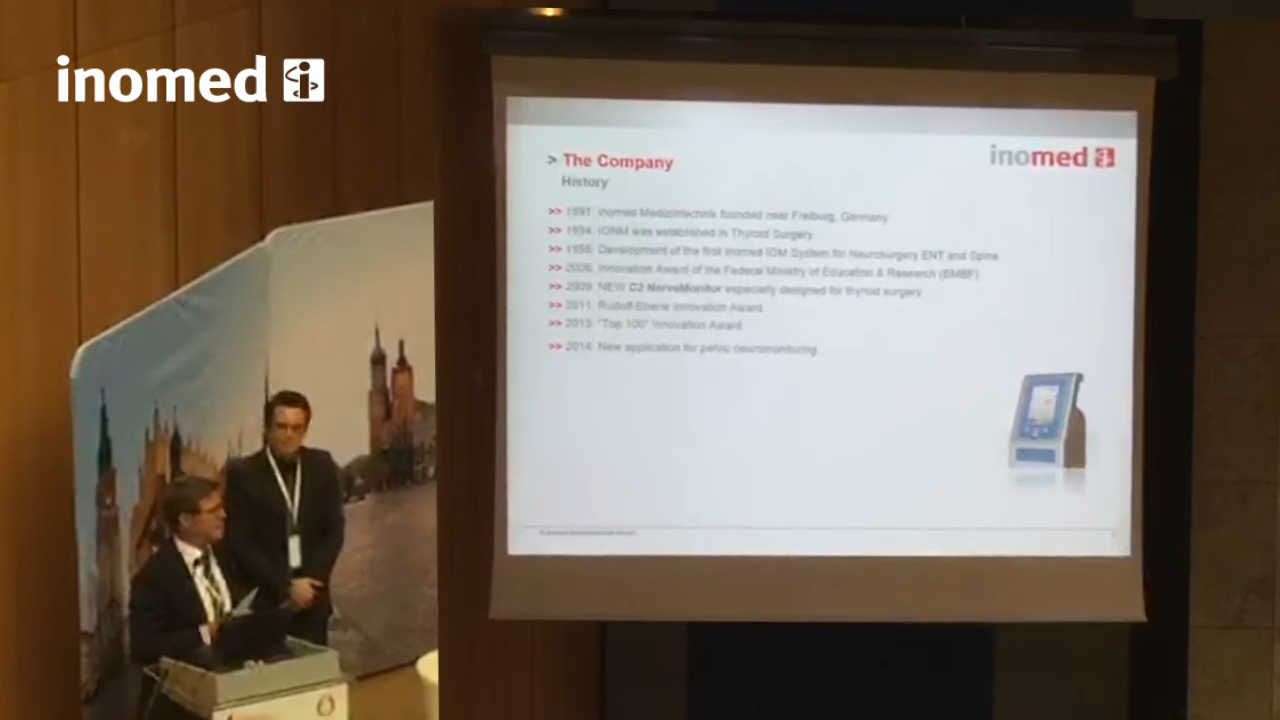 inomed
inomed
> The Company
History
>> 1991: inomed Medizintechnik founded near Freiburg, Germany
>> 1994: IONM was established in Thyroid Surgery
>> Development of the first inomed IOM System for Neurosurgery ENT and Spine
>> Innovation Award of the Federal Ministry of Education & Research (BMBF)
>> 2009: NEW C2 NerveMonitor especially designed for thyroid surgery
>> 2011: Rudolf-Eberle Innovation Award
>> 2013: "Top 100" Innovation Award
>> 2014: New application for pelvic neuromonitoring